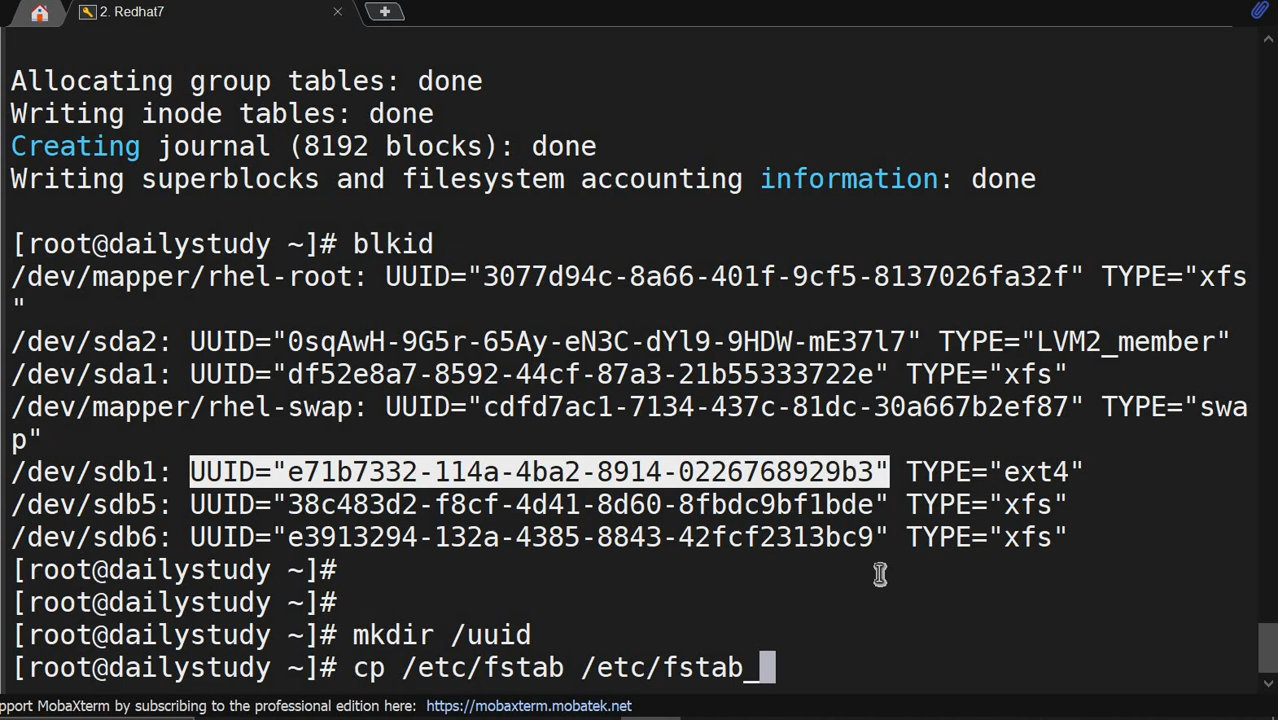 2. Redhat7
Allocating group tables: done
Writing inode tables: done
Creating journal (8192 blocks): done
Writing superblocks and filesystem accounting information: done
[root@dailystudy ~]# blkid
/dev/mapper/rhel-root: UUID="3077d94c-8a66-401f-9cf5-8137026fa32f" TYPE="xfs
"
/dev/sda2: UUID="0sqAwH-9G5r-65Ay-eN3C-dYl9-9HDW-mE37l7" TYPE="LVM2_member"
/dev/sda1: UUID="df52e8a7-8592-44cf-87a3-21b55333722e" TYPE="xfs"
/dev/mapper/rhel-swap: UUID="cdfd7ac1-7134-437c-81dc-30a667b2ef87" TYPE="swa
p"
/dev/sdb1: UUID="e71b7332-114a-4ba2-8914-0226768929b3" TYPE="ext4"
/dev/sdb5: UUID="38c483d2-f8cf-4d41-8d60-8fbdc9bf1bde" TYPE="xfs"
/dev/sdb6: UUID="e3913294-132a-4385-8843-42fcf2313bc9" TYPE="xfs"
[root@dailystudy ~]#
[root@dailystudy ~]#
[root@dailystudy ~]# mkdir /uuid
[root@dailystudy ~]# cp /etc/fstab /etc/fstab_
pport MobaXterm by subscribing to the professional edition here: https://mobaxterm.mobatek.net